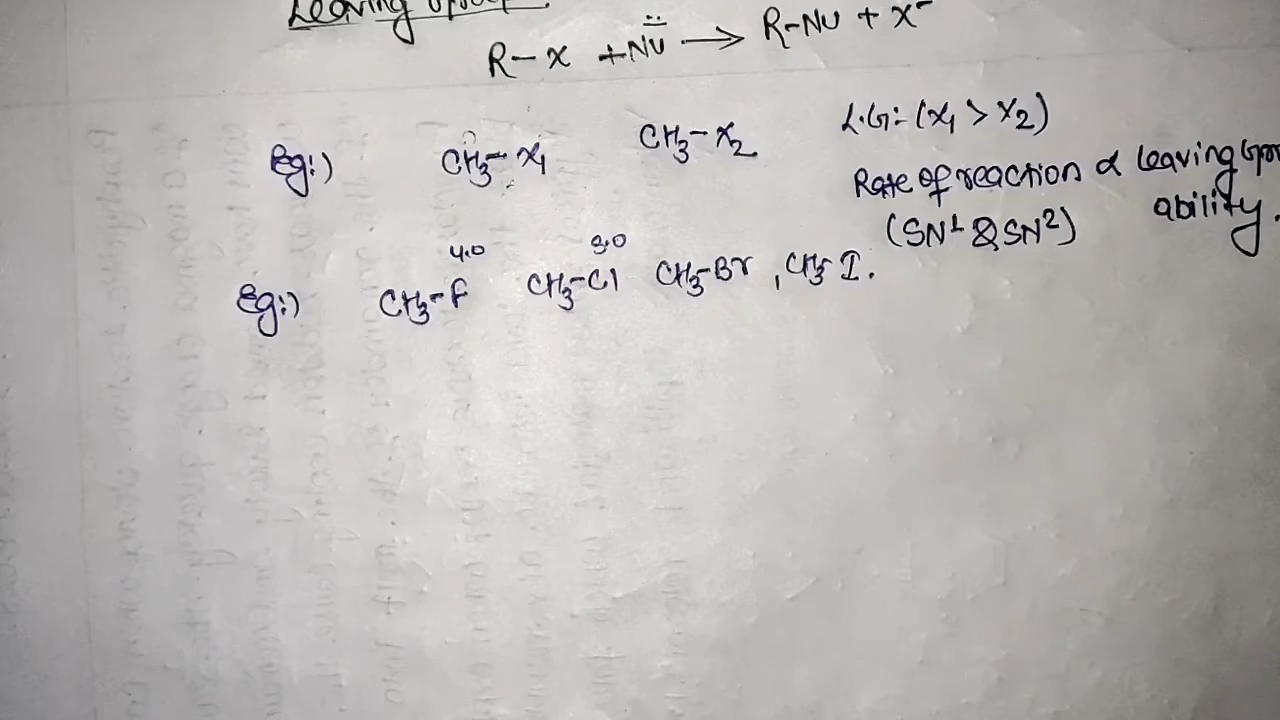 Leaving Group.
R-X + Nu → R-Nu + X⁻
Eg:) CH₃-X₁ CH₃-X₂ L.G:- (X₁ > X₂)
Rate of reaction α Leaving Grou
(SN¹ & SN²) ability.
4.0 3.0
Eg:) CH₃-F CH₃-Cl CH₃-Br , CH₃-I.